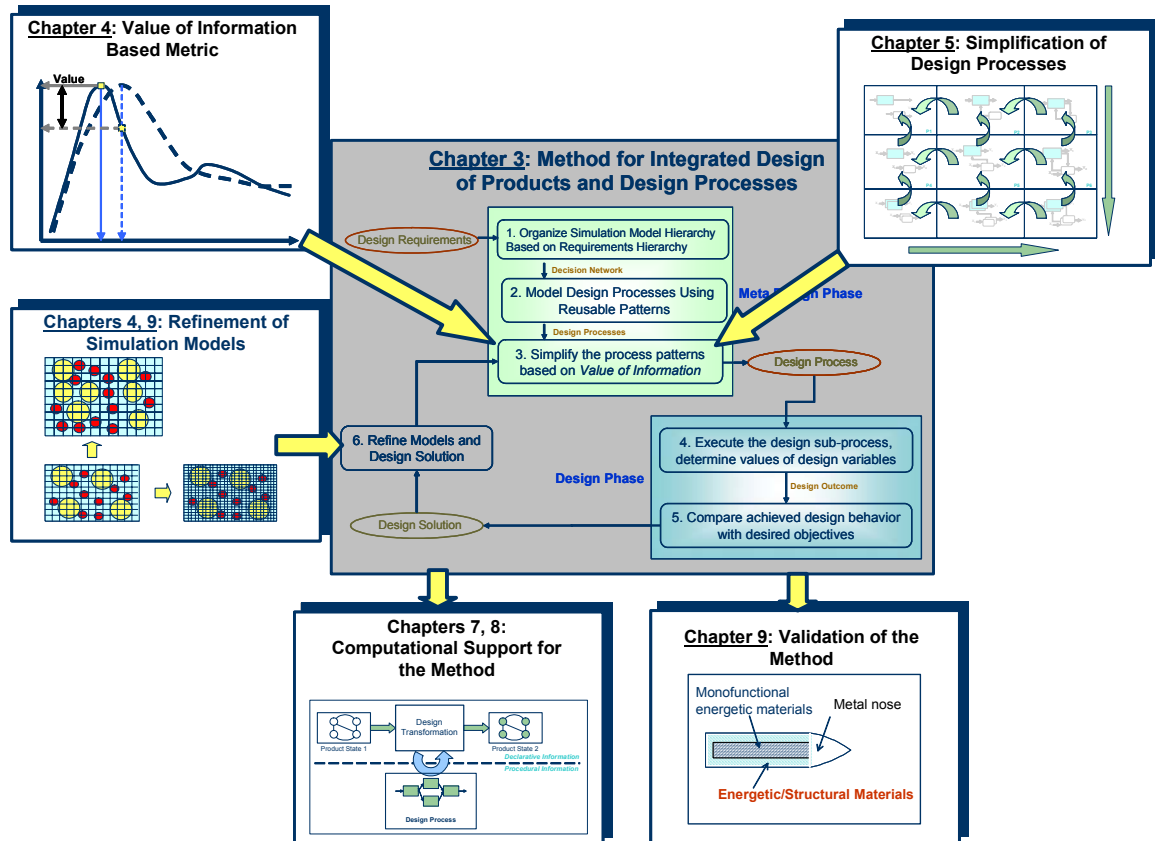 Chapter 4: Value of Information
Based Metric
Value
Chapter 5: Simplification of
Design Processes
P1
P2
P3
P4
P5
P6
Chapter 3: Method for Integrated Design
of Products and Design Processes
Design Requirements
1. Organize Simulation Model Hierarchy
Based on Requirements Hierarchy
Decision Network
2. Model Design Processes Using
Reusable Patterns
Meta Design Phase
Design Processes
3. Simplify the process patterns
based on Value of Information
Design Process
Chapters 4, 9: Refinement of
Simulation Models
6. Refine Models and
Design Solution
4. Execute the design sub-process,
determine values of design variables
Design Phase
Design Outcome
5. Compare achieved design behavior
with desired objectives
Design Solution
Chapters 7, 8:
Computational Support for
the Method
Product State 1
Design
Transformation
Product State 2
Declarative Information
Procedural Information
Design Process
Chapter 9: Validation of the
Method
Monofunctional
energetic materials
Metal nose
Energetic/Structural Materials